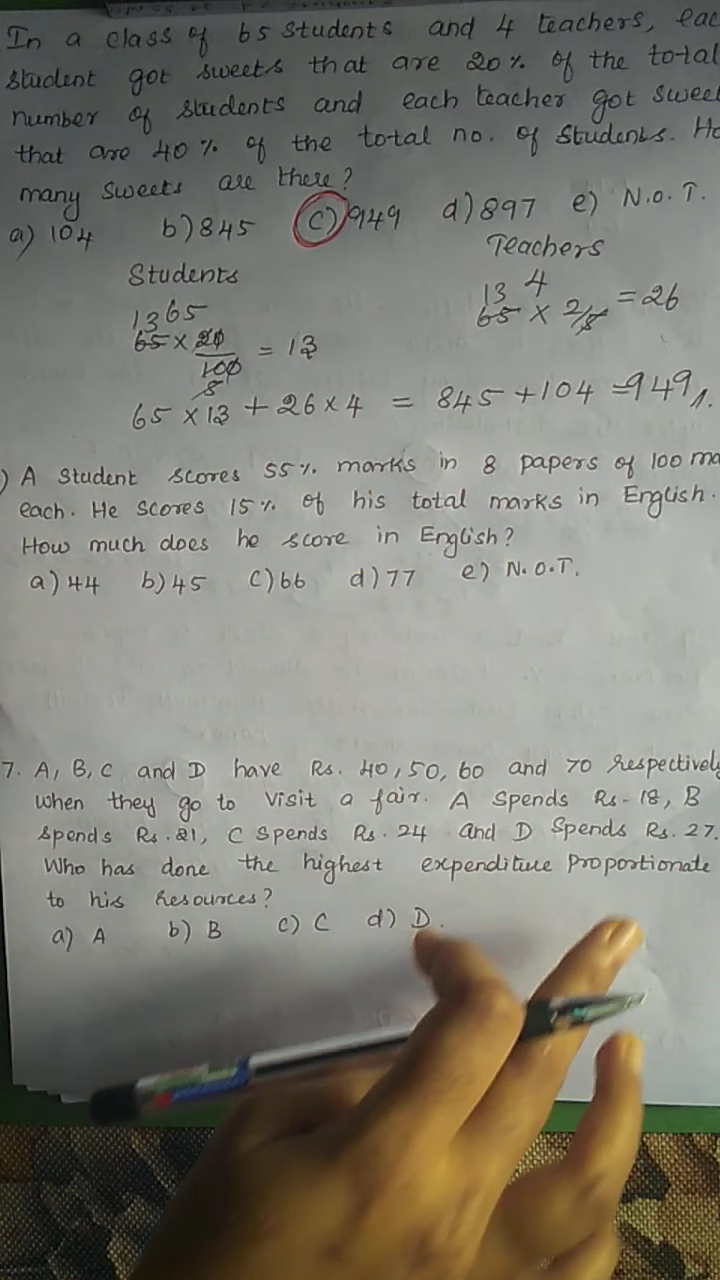 In a class of 65 students and 4 teachers, eac
student got sweets that are 20% of the total
number of students and each teacher got sweet
that are 40% of the total no. of students. Ho
many sweets are there?
a) 104 b) 845 c) 949 d) 897 e) N.O.T.
Students Teachers
13 65
65 × 20/100 = 13
5
13 4
65 × 2/5 = 26
65 × 13 + 26 × 4 = 845 + 104 = 949
) A student scores 55% marks in 8 papers of 100 ma
each. He scores 15% of his total marks in English.
How much does he score in English?
a) 44 b) 45 c) 66 d) 77 e) N.O.T.
7. A, B, C and D have Rs. 40, 50, 60 and 70 respectively
when they go to visit a fair. A spends Rs. 18, B
spends Rs. 21, C spends Rs. 24 and D spends Rs. 27.
Who has done the highest expenditure proportionate
to his resources?
a) A b) B c) C d) D.